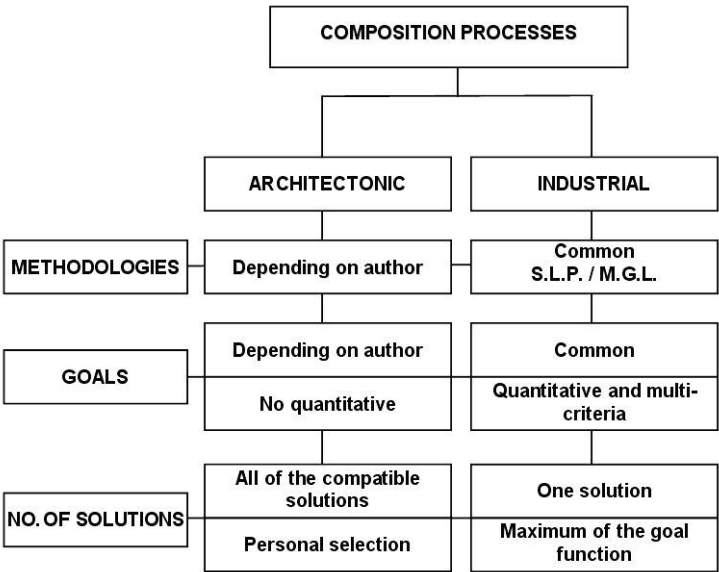 COMPOSITION PROCESSES
ARCHITECTONIC
INDUSTRIAL
METHODOLOGIES
Depending on author
Common
S.L.P. / M.G.L.
GOALS
Depending on author
Common
No quantitative
Quantitative and multi-
criteria
NO. OF SOLUTIONS
All of the compatible
solutions
One solution
Personal selection
Maximum of the goal
function